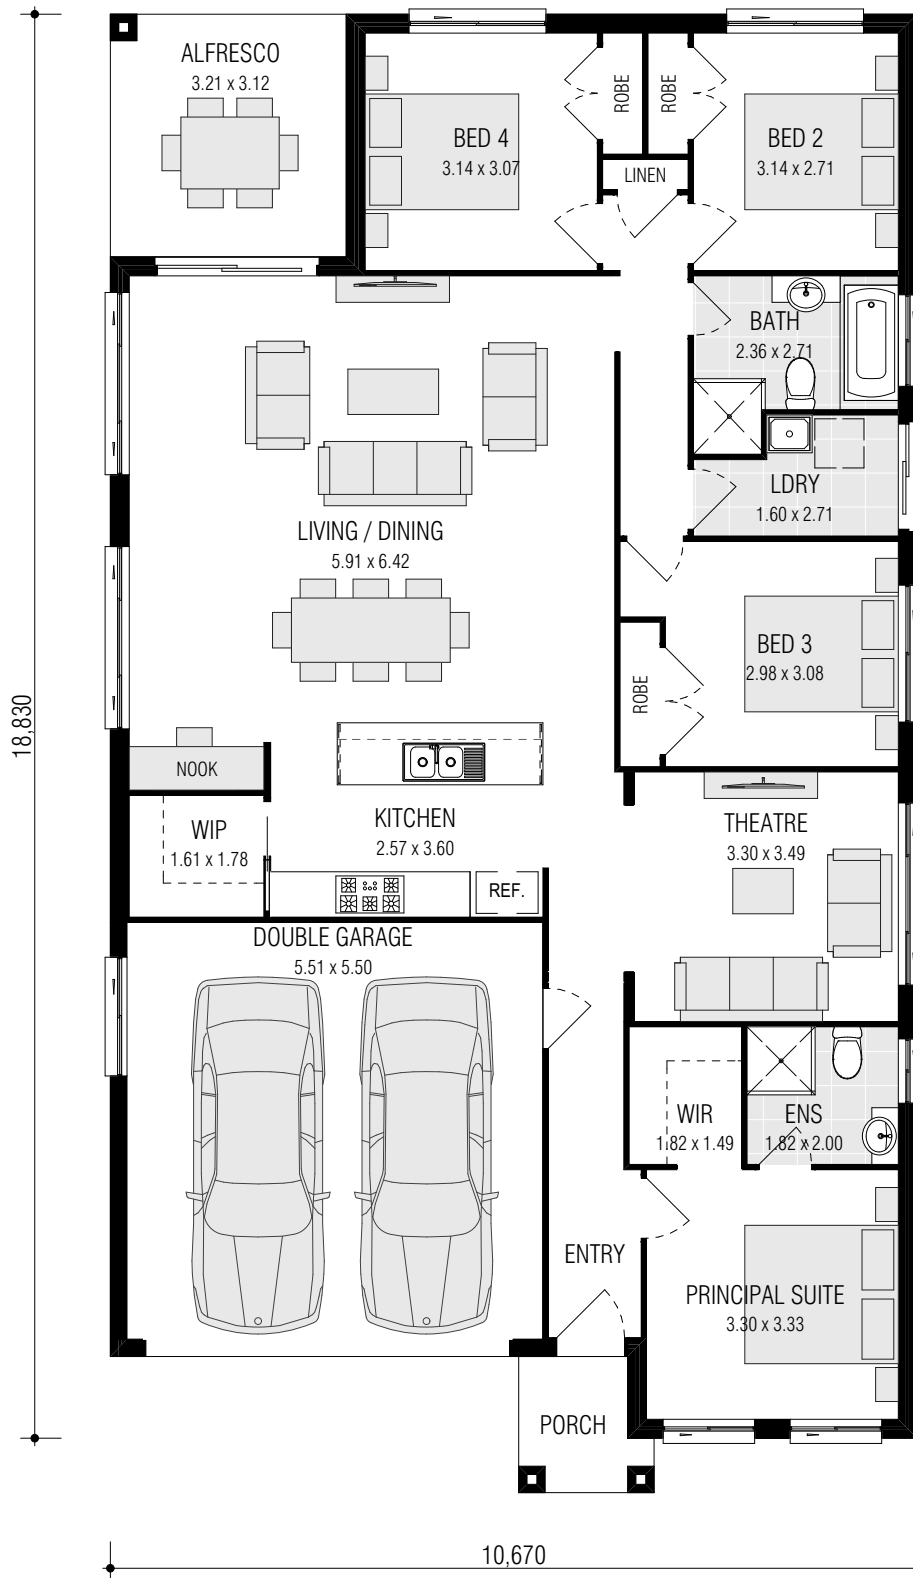 ALFRESCO
3.21 x 3.12
BED 4
3.14 x 3.07
ROBE
ROBE
LINEN
BED 2
3.14 x 2.71
BATH
2.36 x 2.71
LDRY
1.60 x 2.71
LIVING / DINING
5.91 x 6.42
BED 3
2.98 x 3.08
ROBE
18,830
NOOK
WIP
1.61 x 1.78
KITCHEN
2.57 x 3.60
REF.
THEATRE
3.30 x 3.49
DOUBLE GARAGE
5.51 x 5.50
WIR
1.82 x 1.49
ENS
1.82 x 2.00
ENTRY
PRINCIPAL SUITE
3.30 x 3.33
PORCH
10,670